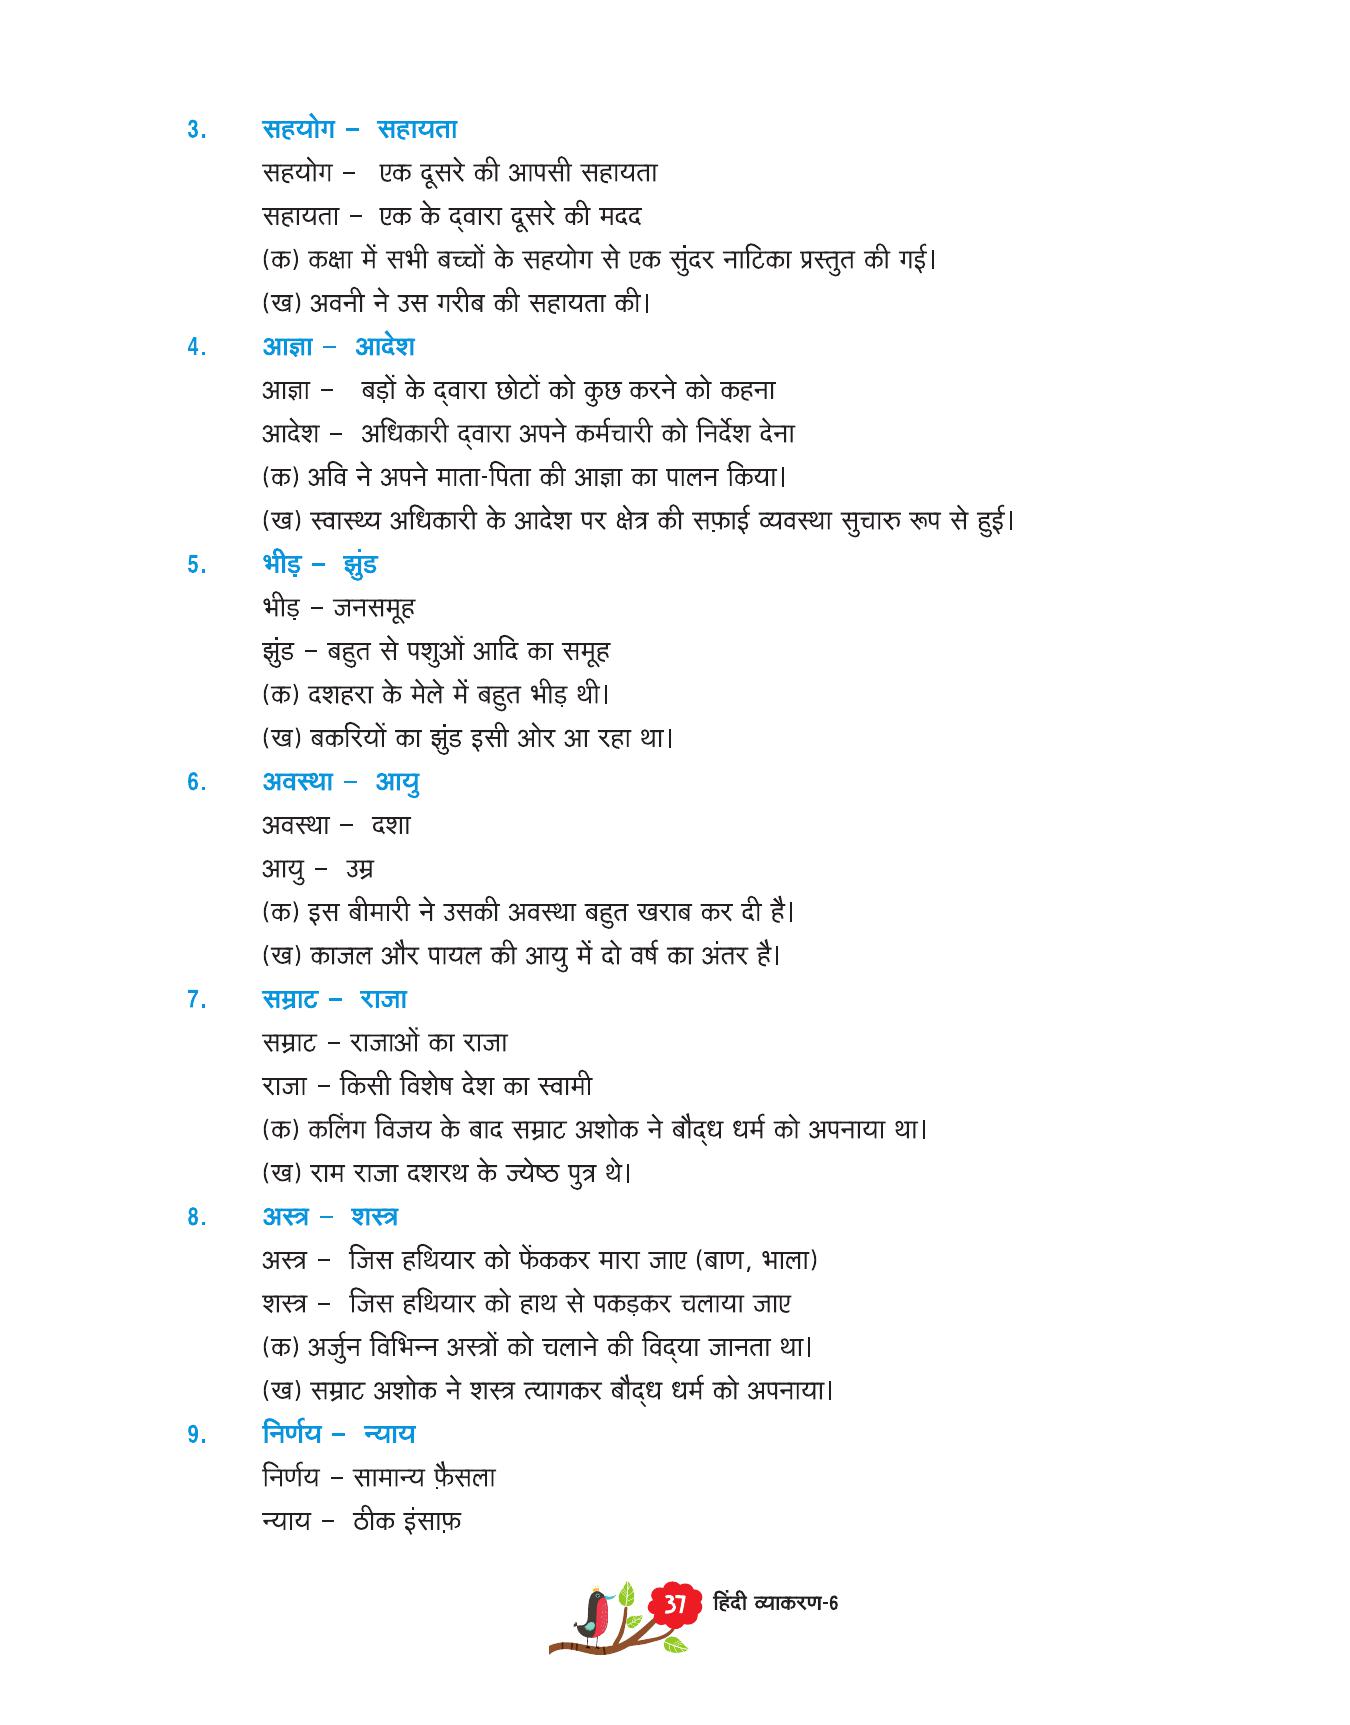 3. सहयोग – सहायता
सहयोग – एक दूसरे की आपसी सहायता
सहायता – एक के द्‌वारा दूसरे की मदद
(क) कक्षा में सभी बच्चों के सहयोग से एक सुंदर नाटिका प्रस्तुत की गई।
(ख) अवनी ने उस गरीब की सहायता की।
4. आज्ञा – आदेश
आज्ञा – बड़ों के द्‌वारा छोटों को कुछ करने को कहना
आदेश – अधिकारी द्‌वारा अपने कर्मचारी को निर्देश देना
(क) अवि ने अपने माता-पिता की आज्ञा का पालन किया।
(ख) स्वास्थ्य अधिकारी के आदेश पर क्षेत्र की सफ़ाई व्यवस्था सुचारु रूप से हुई।
5. भीड़ – झुंड
भीड़ – जनसमूह
झुंड – बहुत से पशुओं आदि का समूह
(क) दशहरा के मेले में बहुत भीड़ थी।
(ख) बकरियों का झुंड इसी ओर आ रहा था।
6. अवस्था – आयु
अवस्था – दशा
आयु – उम्र
(क) इस बीमारी ने उसकी अवस्था बहुत खराब कर दी है।
(ख) काजल और पायल की आयु में दो वर्ष का अंतर है।
7. सम्राट – राजा
सम्राट – राजाओं का राजा
राजा – किसी विशेष देश का स्वामी
(क) कलिंग विजय के बाद सम्राट अशोक ने बौद्‌ध धर्म को अपनाया था।
(ख) राम राजा दशरथ के ज्येष्ठ पुत्र थे।
8. अस्त्र – शस्त्र
अस्त्र – जिस हथियार को फेंककर मारा जाए (बाण, भाला)
शस्त्र – जिस हथियार को हाथ से पकड़कर चलाया जाए
(क) अर्जुन विभिन्न अस्त्रों को चलाने की विद्‌या जानता था।
(ख) सम्राट अशोक ने शस्त्र त्यागकर बौद्‌ध धर्म को अपनाया।
9. निर्णय – न्याय
निर्णय – सामान्य फ़ैसला
न्याय – ठीक इंसाफ़
37 हिंदी व्याकरण-6